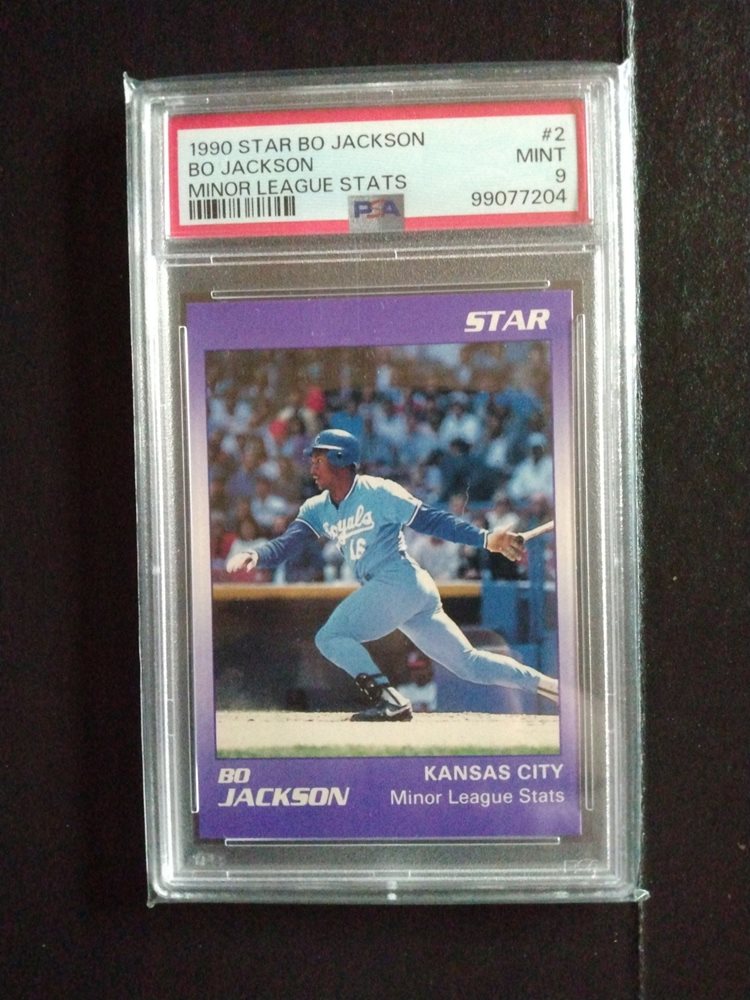 1990 STAR BO JACKSON #2
BO JACKSON MINT
MINOR LEAGUE STATS 9
PSA 99077204
STAR
Royals
16
BO KANSAS CITY
JACKSON Minor League Stats